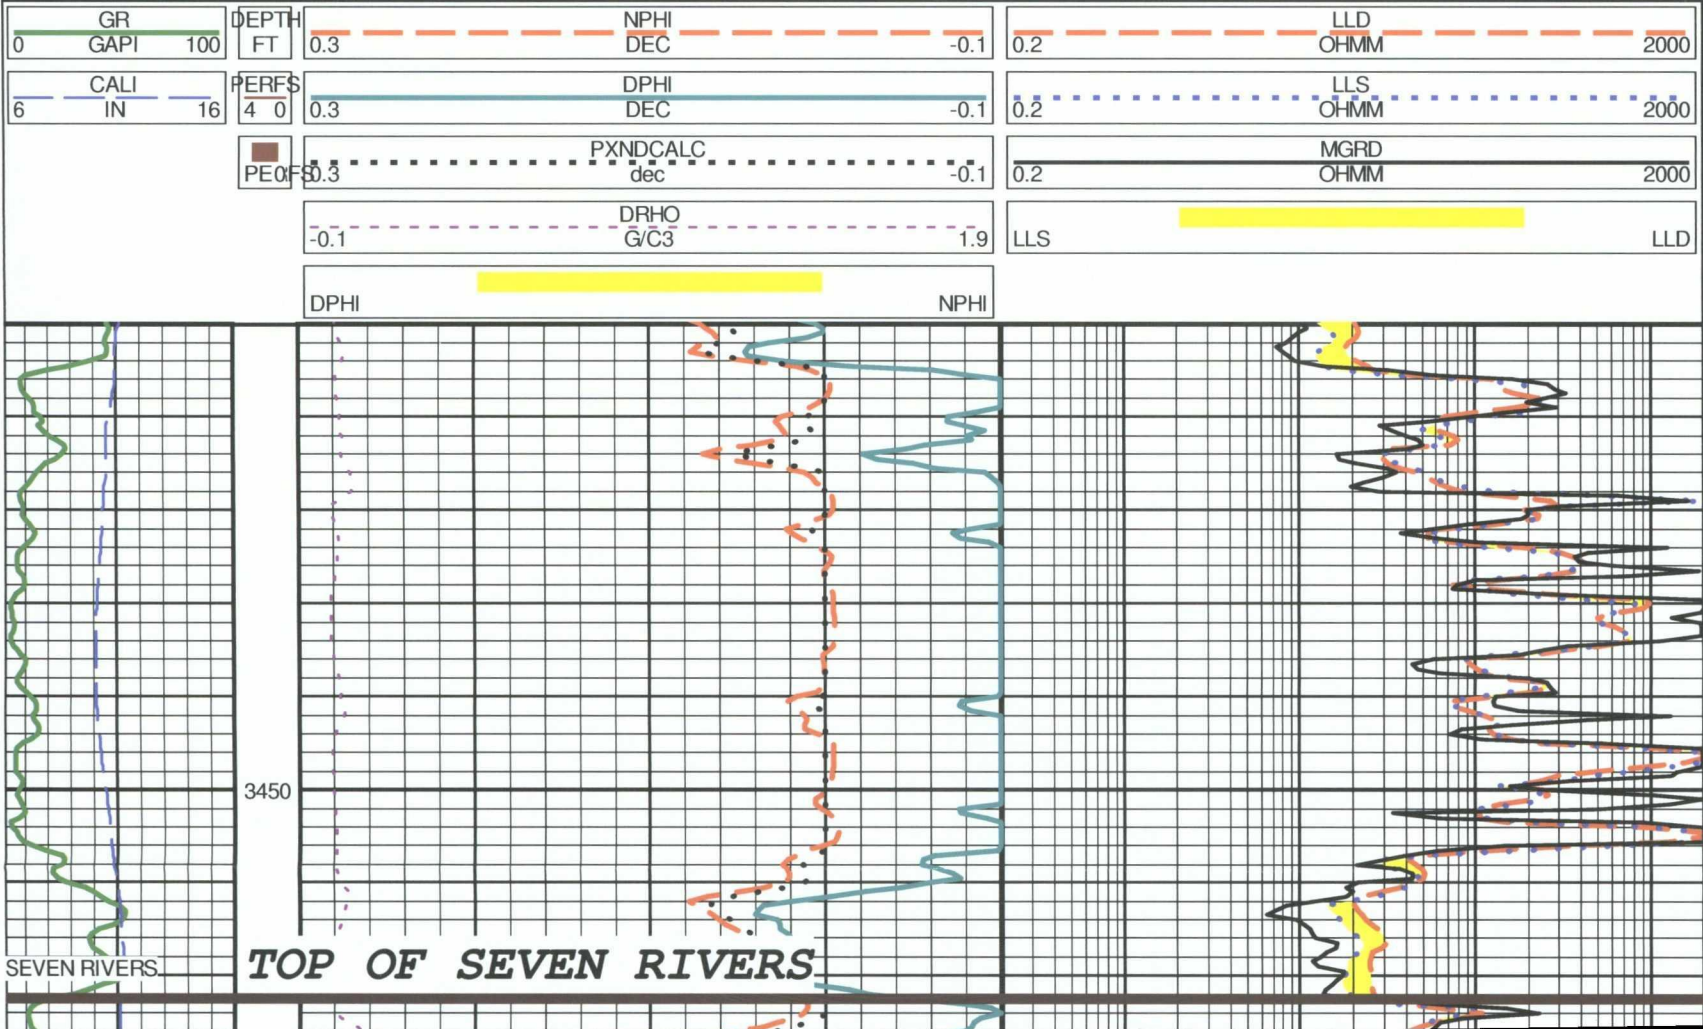 GR
0 GAPI 100
CALI
6 IN 16
DEPTH
FT
PERFS
4 0
NPHI
0.3 DEC -0.1
DPHI
0.3 DEC -0.1
PXNDCALC
0.3 dec -0.1
DRHO
-0.1 G/C3 1.9
DPHI NPHI
LLD
0.2 OHMM 2000
LLS
0.2 OHMM 2000
MGRD
0.2 OHMM 2000
LLS LLD
3450
SEVEN RIVERS
TOP OF SEVEN RIVERS